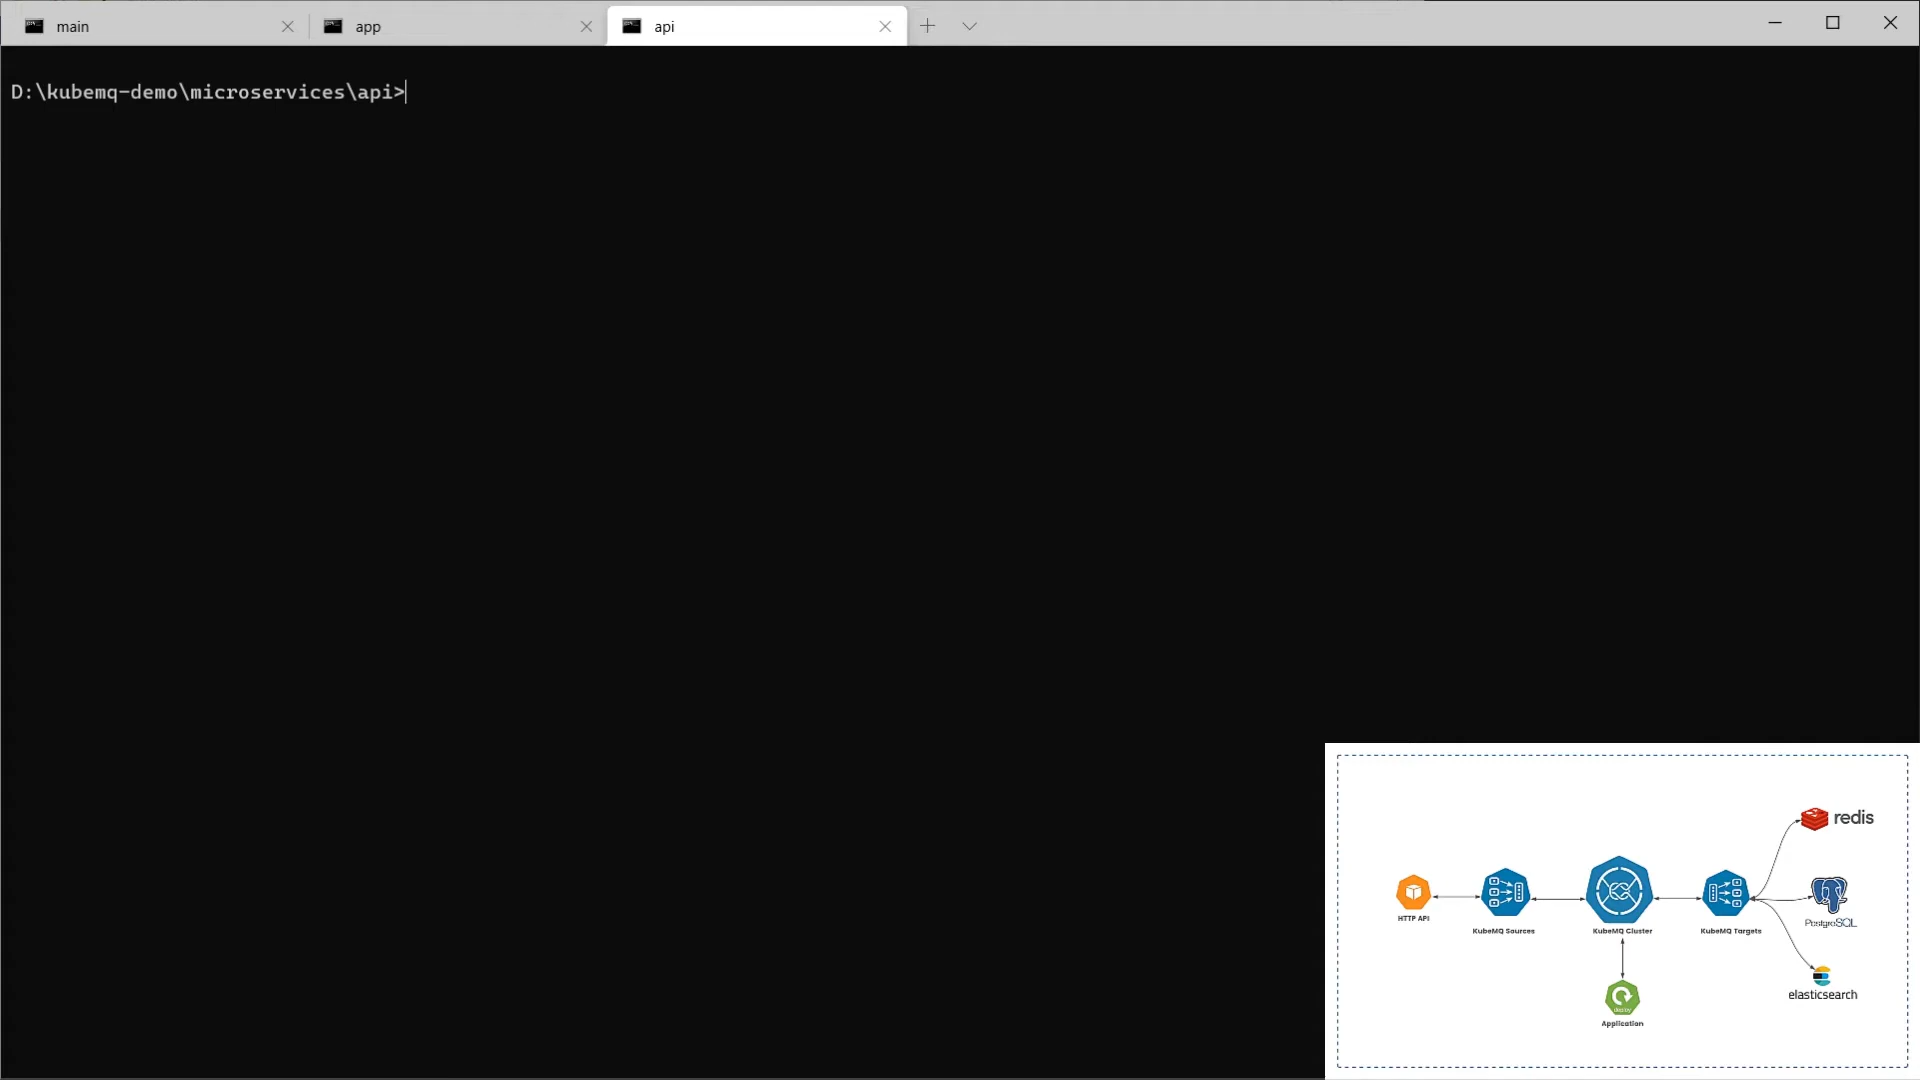 main
app
api
D:\kubemq-demo\microservices\api>
redis
HTTP API
KubeMQ Sources
KubeMQ Cluster
KubeMQ Targets
PostgreSQL
elasticsearch
deploy
Application